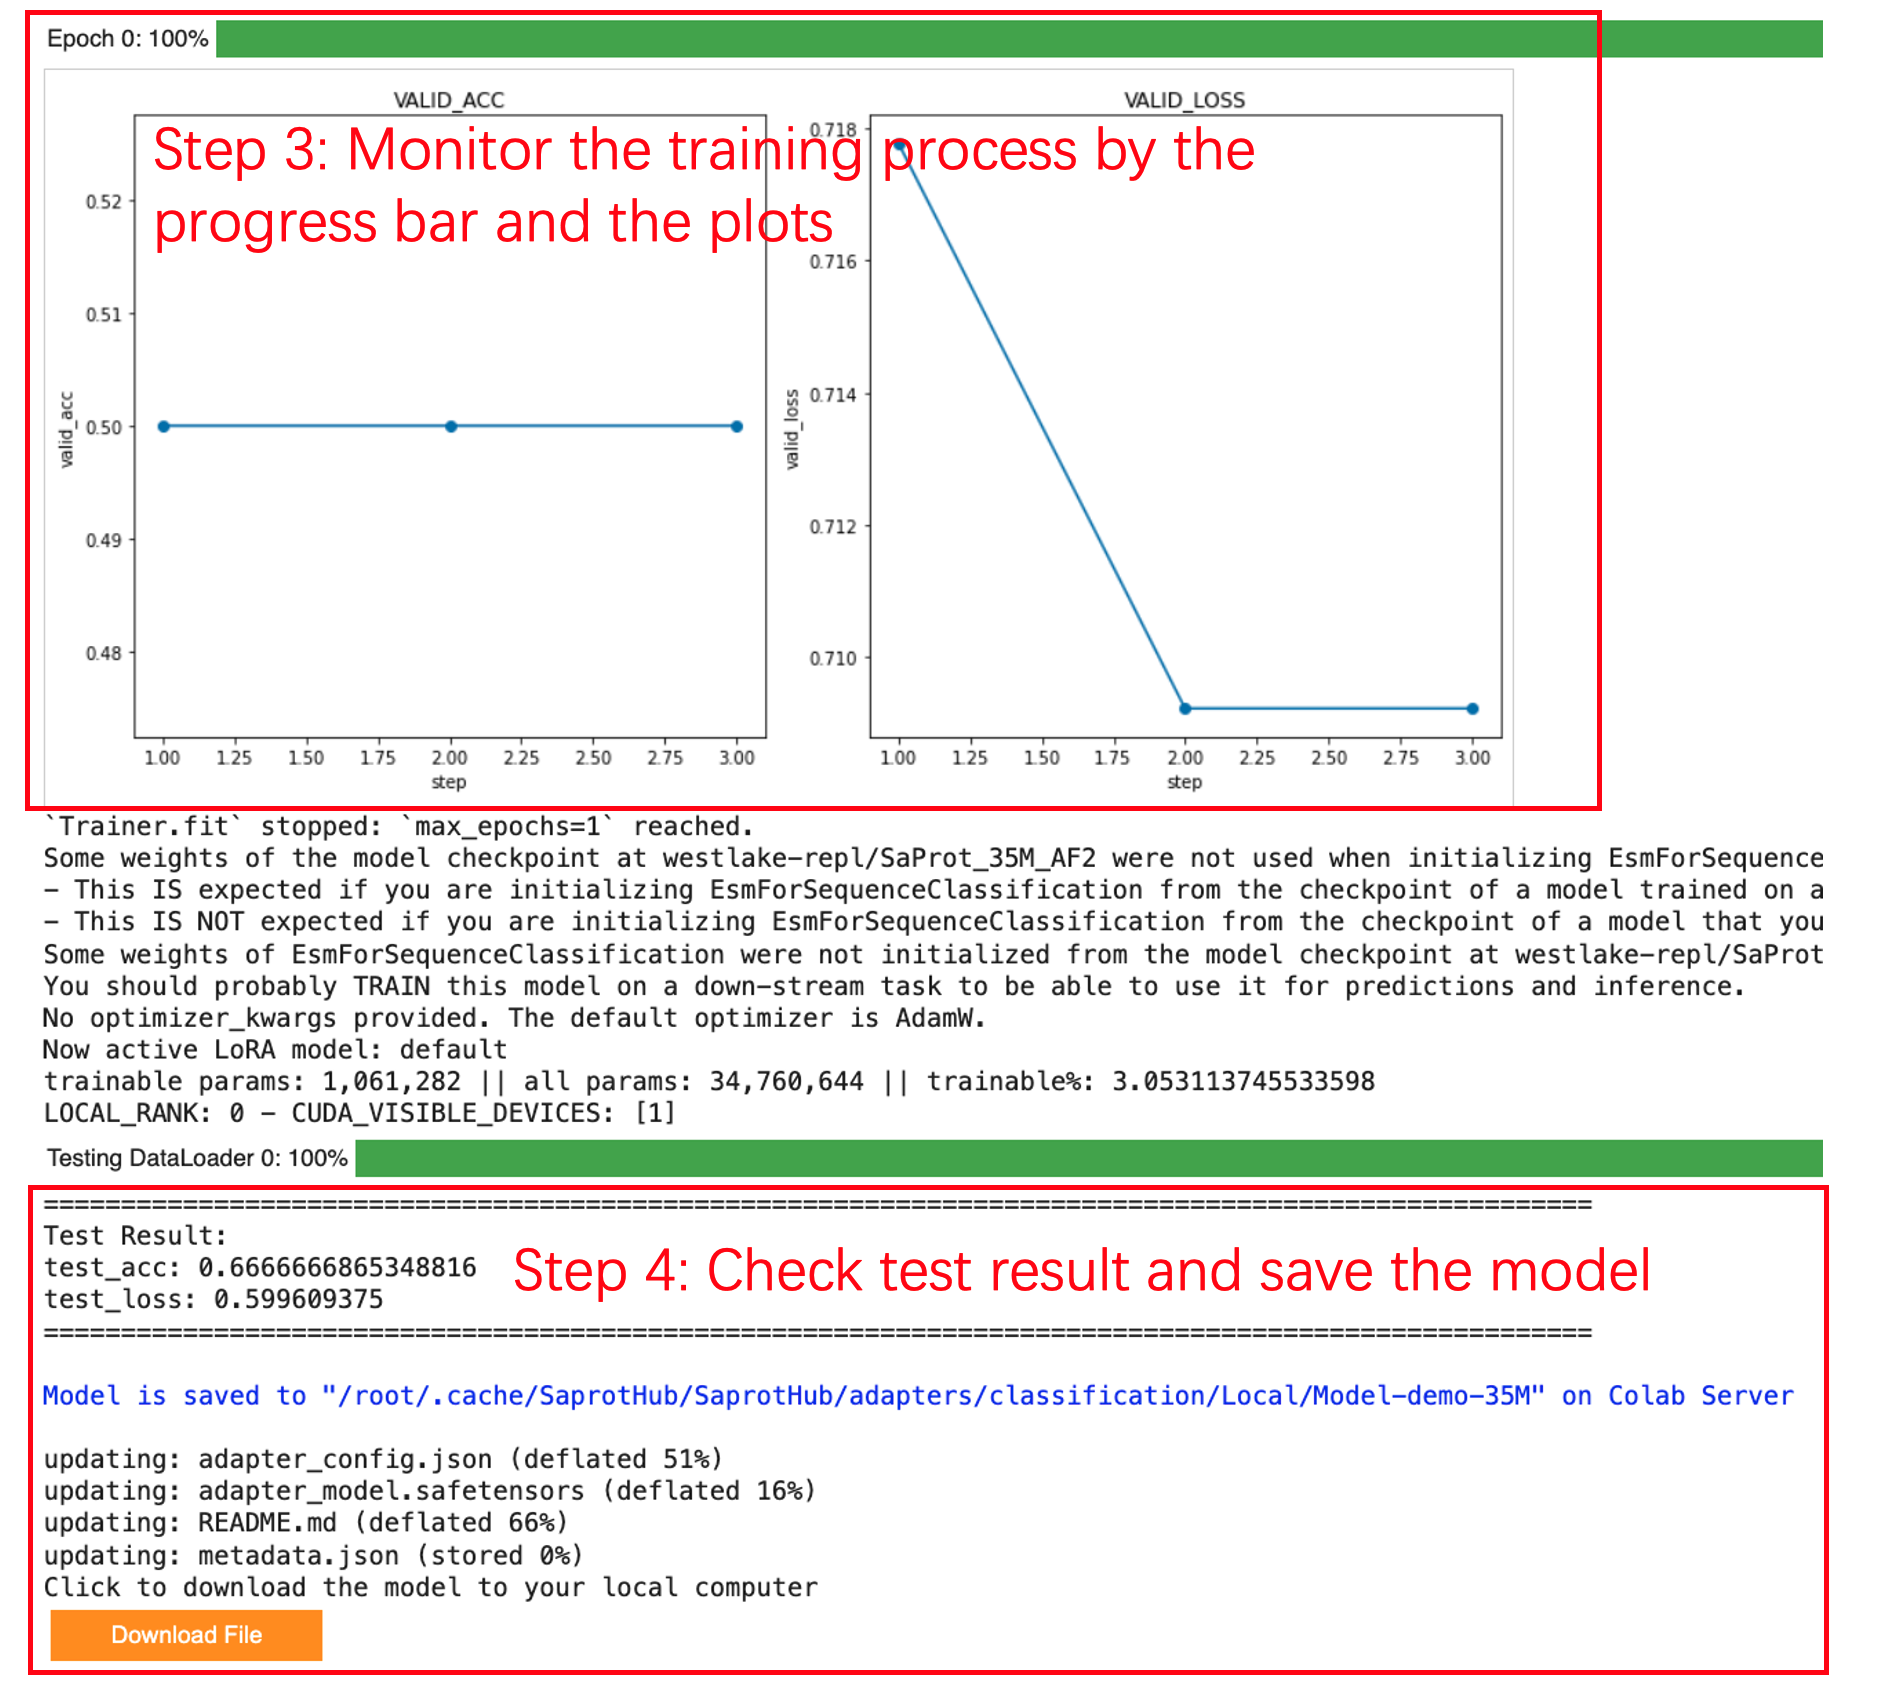 Epoch 0: 100%
VALID_ACC
VALID_LOSS
Step 3: Monitor the training process by the
progress bar and the plots
0.52
0.51
0.50
0.49
0.48
valid_acc
1.00 1.25 1.50 1.75 2.00 2.25 2.50 2.75 3.00
step
0.718
0.716
0.714
0.712
0.710
valid_loss
1.00 1.25 1.50 1.75 2.00 2.25 2.50 2.75 3.00
step
`Trainer.fit` stopped: `max_epochs=1` reached.
Some weights of the model checkpoint at westlake-repl/SaProt_35M_AF2 were not used when initializing EsmForSequence
- This IS expected if you are initializing EsmForSequenceClassification from the checkpoint of a model trained on a
- This IS NOT expected if you are initializing EsmForSequenceClassification from the checkpoint of a model that you
Some weights of EsmForSequenceClassification were not initialized from the model checkpoint at westlake-repl/SaProt
You should probably TRAIN this model on a down-stream task to be able to use it for predictions and inference.
No optimizer_kwargs provided. The default optimizer is AdamW.
Now active LoRA model: default
trainable params: 1,061,282 || all params: 34,760,644 || trainable%: 3.053113745533598
LOCAL_RANK: 0 - CUDA_VISIBLE_DEVICES: [1]
Testing DataLoader 0: 100%
====================================================================================================
Test Result:
test_acc: 0.6666666865348816
test_loss: 0.599609375
Step 4: Check test result and save the model
====================================================================================================
Model is saved to "/root/.cache/SaprotHub/SaprotHub/adapters/classification/Local/Model-demo-35M" on Colab Server
updating: adapter_config.json (deflated 51%)
updating: adapter_model.safetensors (deflated 16%)
updating: README.md (deflated 66%)
updating: metadata.json (stored 0%)
Click to download the model to your local computer
Download File